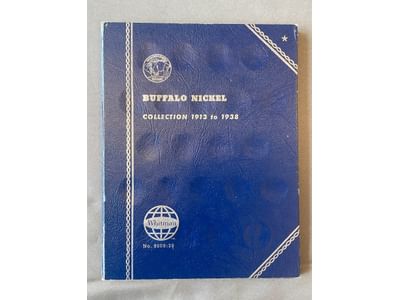 BUFFALO NICKEL
COLLECTION 1913 to 1938
Whitman